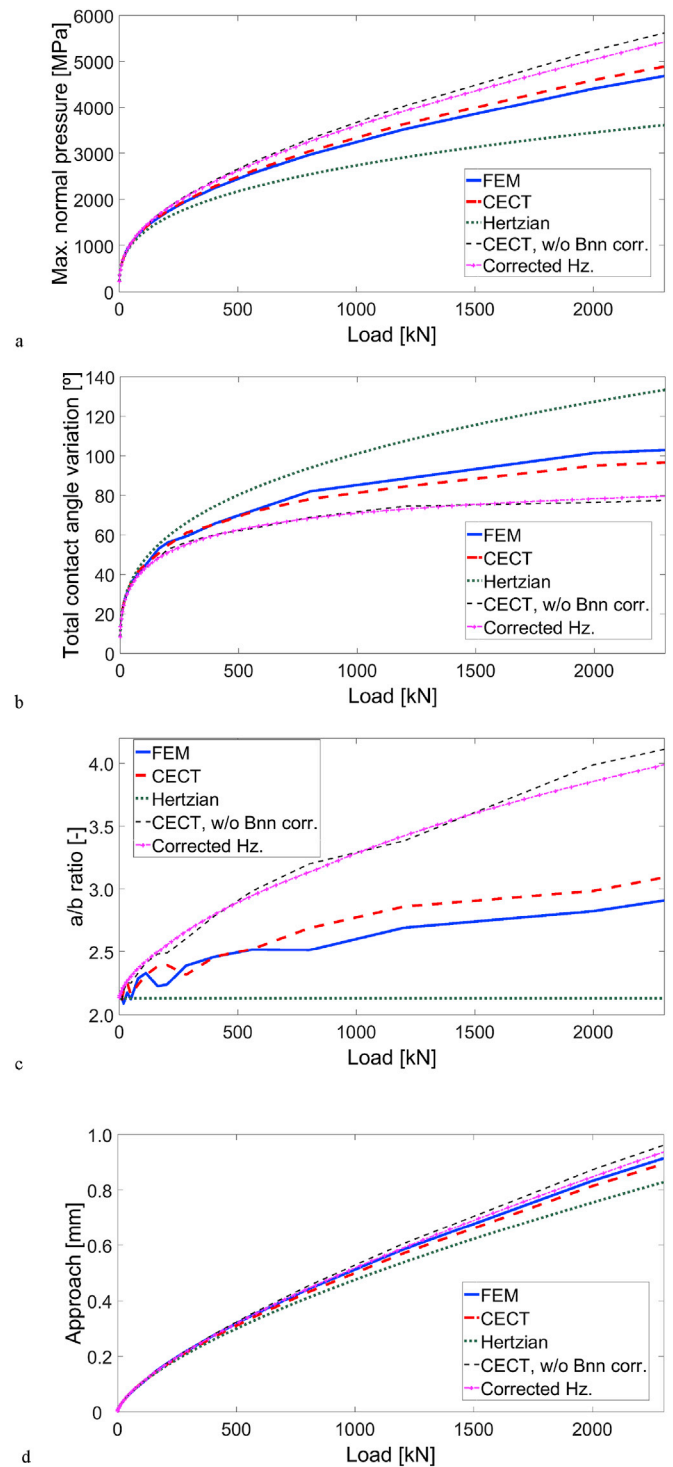 6000
5000
4000
3000
2000
1000
0
Max. normal pressure [MPa]
FEM
CECT
Hertzian
CECT, w/o Bnn corr.
Corrected Hz.
0 500 1000 1500 2000
Load [kN]
a
140
120
100
80
60
40
20
0
Total contact angle variation [º]
FEM
CECT
Hertzian
CECT, w/o Bnn corr.
Corrected Hz.
0 500 1000 1500 2000
Load [kN]
b
4.0
3.5
3.0
2.5
2.0
a/b ratio [-]
FEM
CECT
Hertzian
CECT, w/o Bnn corr.
Corrected Hz.
0 500 1000 1500 2000
Load [kN]
c
1.0
0.8
0.6
0.4
0.2
0
Approach [mm]
FEM
CECT
Hertzian
CECT, w/o Bnn corr.
Corrected Hz.
0 500 1000 1500 2000
Load [kN]
d